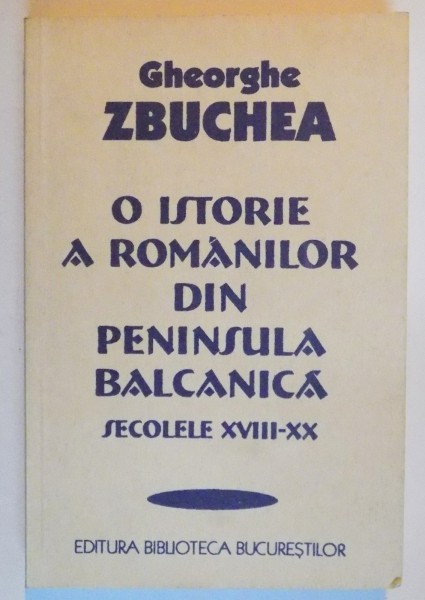 Gheorghe
ZBUCHEA
O ISTORIE
A ROMÂNILOR
DIN
PENINSULA
BALCANICĂ
SECOLELE XVIII-XX
EDITURA BIBLIOTECA BUCUREȘTILOR